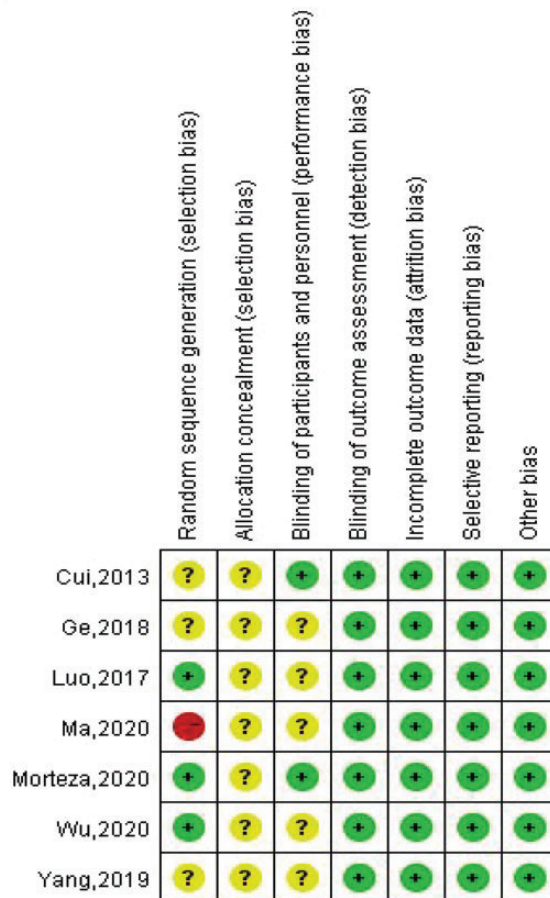 Random sequence generation (selection bias)
Allocation concealment (selection bias)
Blinding of participants and personnel (performance bias)
Blinding of outcome assessment (detection bias)
Incomplete outcome data (attrition bias)
Selective reporting (reporting bias)
Other bias
Cui,2013 ? ? + + + + +
Ge,2018 ? ? ? + + + +
Luo,2017 + ? ? + + + +
Ma,2020 - ? ? + + + +
Morteza,2020 + ? + + + + +
Wu,2020 + ? ? + + + +
Yang,2019 ? ? ? + + + +